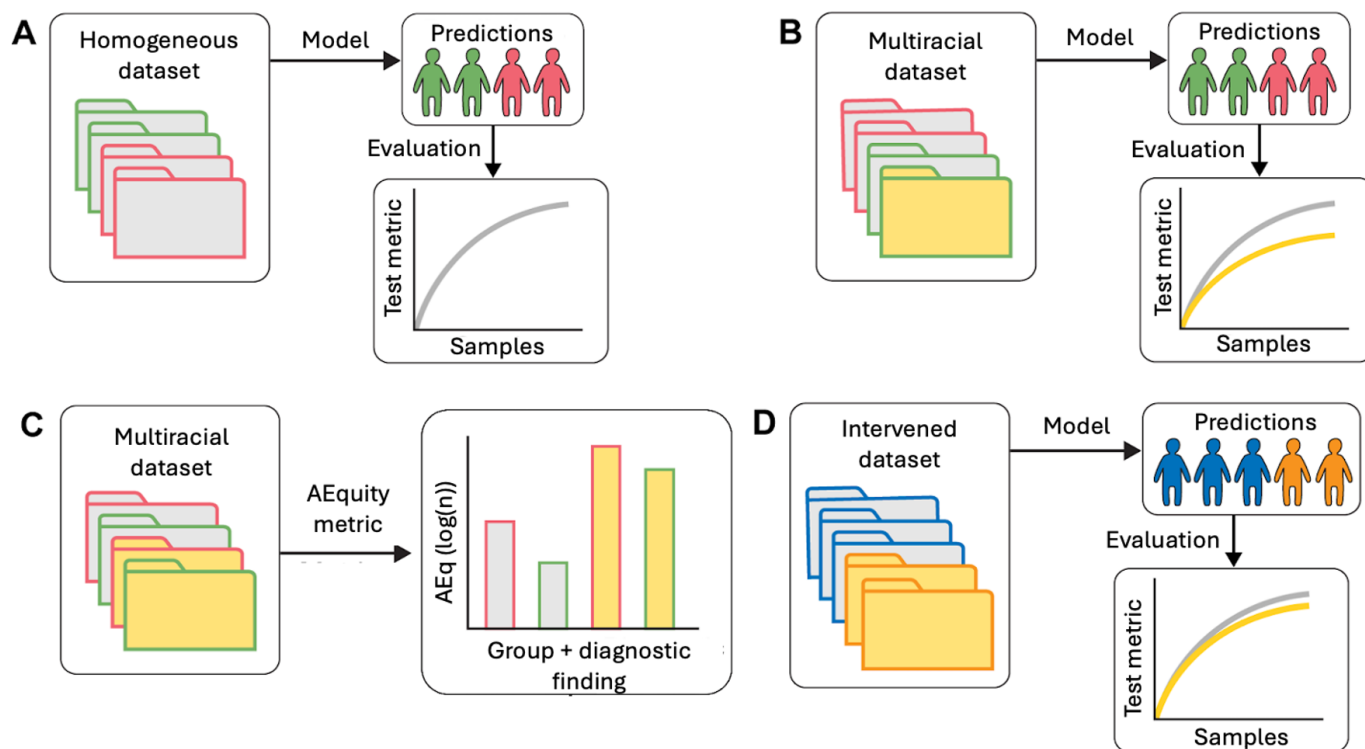 A
Homogeneous
dataset
Model
Predictions
Evaluation
Test metric
Samples
B
Multiracial
dataset
Model
Predictions
Evaluation
Test metric
Samples
C
Multiracial
dataset
AEquity
metric
AEq (log(n))
Group + diagnostic
finding
D
Intervened
dataset
Model
Predictions
Evaluation
Test metric
Samples